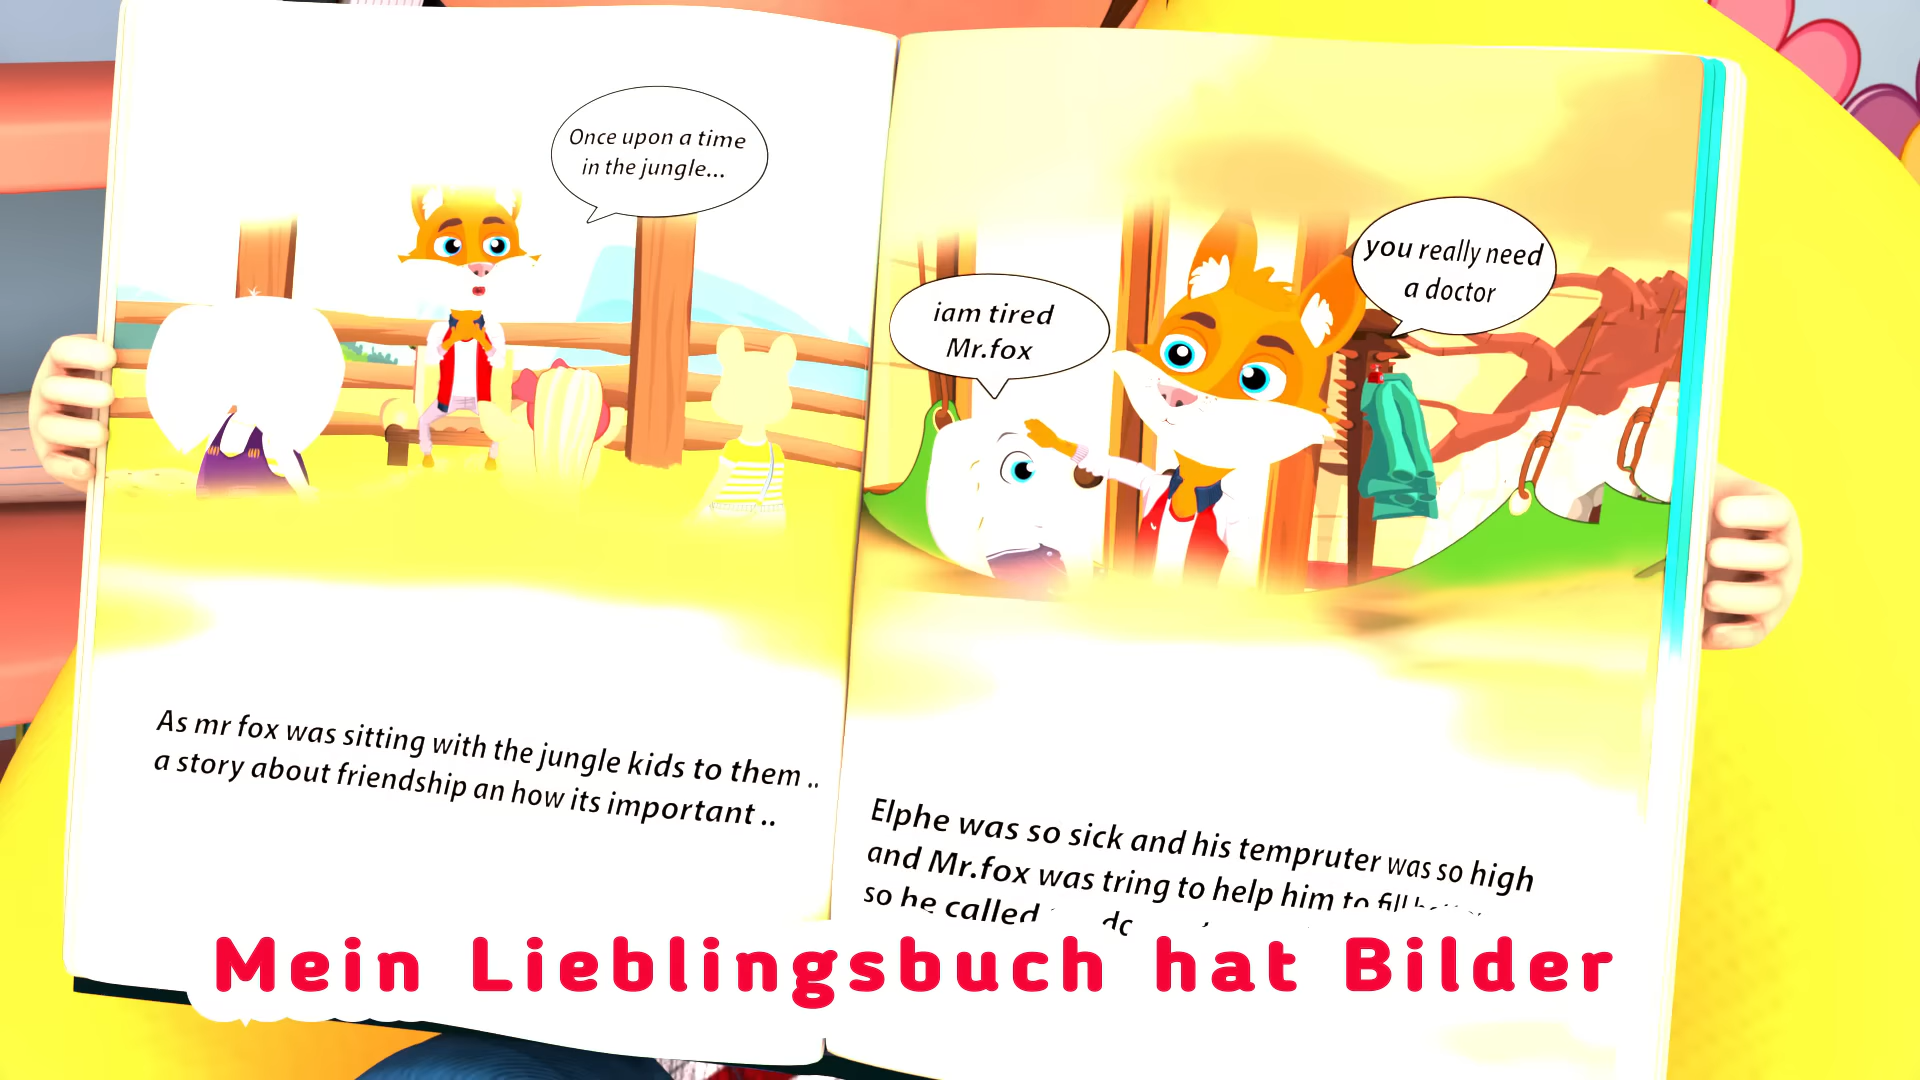 Once upon a time
in the jungle...
As mr fox was sitting with the jungle kids to them ..
a story about friendship an how its important ..
iam tired
Mr.fox
you really need
a doctor
Elphe was so sick and his tempruter was so high
and Mr.fox was tring to help him to fill
so he called
Mein Lieblingsbuch hat Bilder